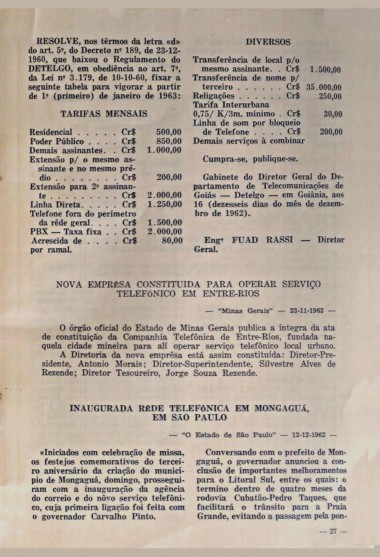 RESOLVE, nos têrmos da letra «d»
do art. 5º, do Decreto nº 189, de 23-12-
1960, que baixou o Regulamento do
DETELGO, em obediência ao art. 7º,
da Lei nº 3.179, de 10-10-60, fixar a
seguinte tabela para vigorar a partir
de 1º (primeiro) de janeiro de 1963:
TARIFAS MENSAIS
Residencial . . . . . Cr$ 500,00
Poder Público . . . . Cr$ 850,00
Demais assinantes . . Cr$ 1.000,00
Extensão p/ o mesmo as-
sinante e no mesmo pré-
dio . . . . . . . . Cr$ 200,00
Extensão para 2º assinan-
te . . . . . . . . . Cr$ 2.000,00
Linha Direta . . . . . Cr$ 1.250,00
Telefone fora do perímetro
da rêde geral . . . . Cr$ 1.500,00
PBX — Taxa fixa . . Cr$ 2.000,00
Acrescida de . . . . Cr$ 80,00
por ramal.
DIVERSOS
Transferência de local p/o
mesmo assinante . . Cr$ 1.500,00
Transferência de nome p/
terceiro . . . . . . Cr$ 35.000,00
Religações . . . . . . Cr$ 250,00
Tarifa Interurbana
0,75/ K/3m, mínimo . Cr$ 30,00
Linha de som por bloqueio
de Telefone . . . . Cr$ 200,00
Demais serviços à combinar
Cumpra-se, publique-se.
Gabinete do Diretor Geral do De-
partamento de Telecomunicações de
Goiás — Detelgo — em Goiânia, aos
16 (dezesseis dias do mês de dezem-
bro de 1962).
Engº FUAD RASSI — Diretor
Geral.
NOVA EMPRÊSA CONSTITUIDA PARA OPERAR SERVIÇO
TELEFÔNICO EM ENTRE-RIOS
— "Minas Gerais" — 23-11-1962 —
O órgão oficial do Estado de Minas Gerais publica a íntegra da ata
de constituição da Companhia Telefônica de Entre-Rios, fundada na-
quela cidade mineira para ali operar serviço telefônico local urbano.
A Diretoria da nova emprêsa está assim constituida: Diretor-Pre-
sidente, Antonio Morais; Diretor-Superintendente, Silvestre Alves de
Rezende; Diretor Tesoureiro, Jorge Souza Rezende.
INAUGURADA RÊDE TELEFÔNICA EM MONGAGUÁ,
EM SÃO PAULO
— "O Estado de São Paulo" — 12-12-1962 —
«Iniciados com celebração de missa,
os festejos comemorativos do tercei-
ro aniversário da criação do municí-
pio de Mongaguá, domingo, prossegui-
ram com a inauguração da agência
do correio e do nôvo serviço telefôni-
co, cuja primeira ligação foi feita com
o governador Carvalho Pinto.
Conversando com o prefeito de Mon-
gaguá, o governador anunciou a con-
clusão de importantes melhoramentos
para o Litoral Sul, entre os quais: o
termino dentro de quatro meses da
rodovia Cubatão-Pedro Taques, que
facilitará o trânsito para a Praia
Grande, evitando a passagem pela pon-
— 27 —